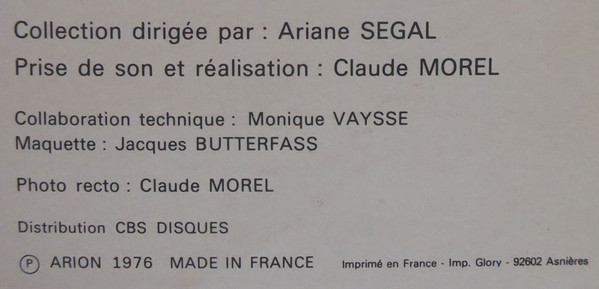 Collection dirigée par : Ariane SEGAL
Prise de son et réalisation : Claude MOREL
Collaboration technique : Monique VAYSSE
Maquette : Jacques BUTTERFASS
Photo recto : Claude MOREL
Distribution CBS DISQUES
℗ ARION 1976 MADE IN FRANCE Imprimé en France - Imp. Glory - 92602 Asnières